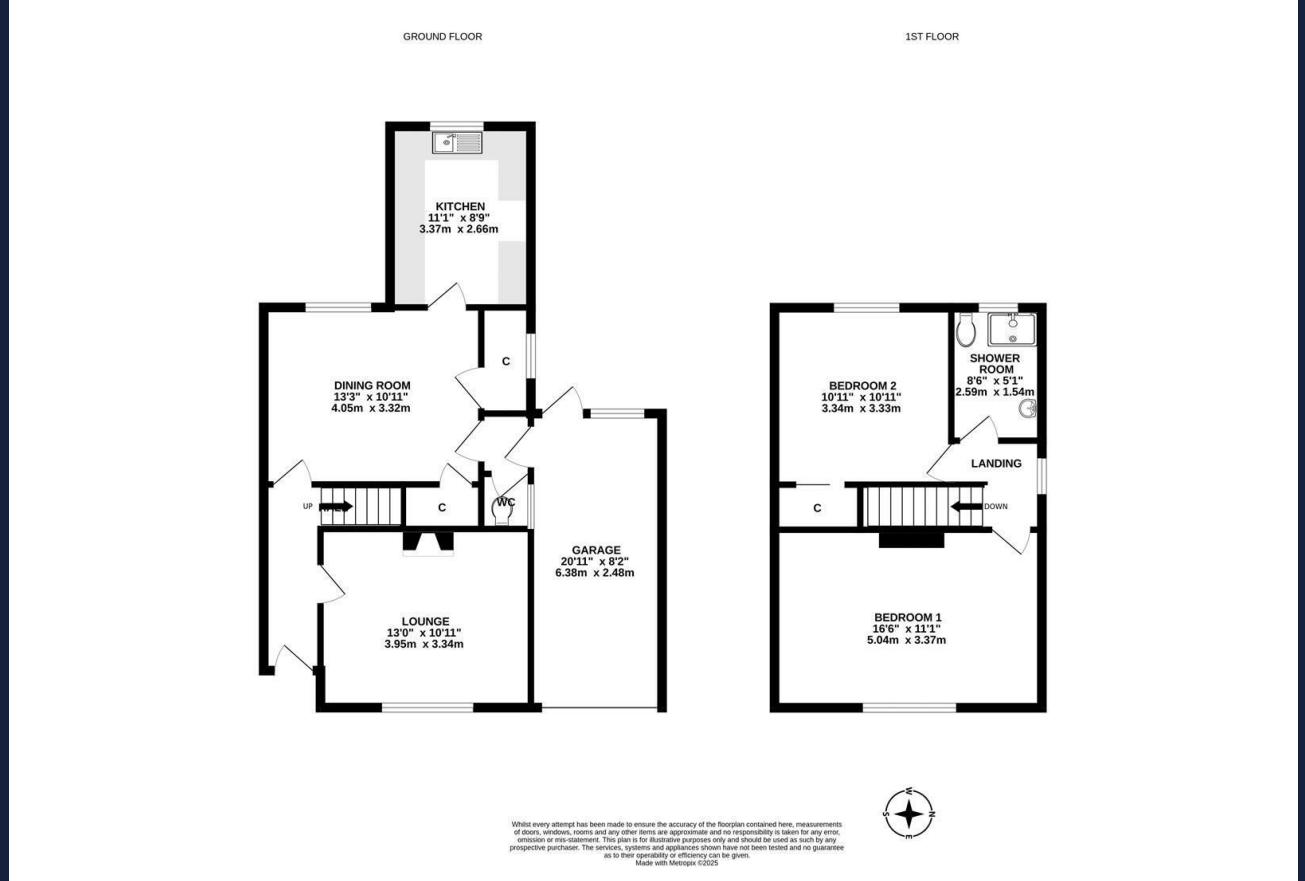 GROUND FLOOR
1ST FLOOR
KITCHEN
11'1" x 8'9"
3.37m x 2.66m
C
DINING ROOM
13'3" x 10'11"
4.05m x 3.32m
UP
C
WC
LOUNGE
13'0" x 10'11"
3.95m x 3.34m
GARAGE
20'11" x 8'2"
6.38m x 2.48m
SHOWER
ROOM
8'6" x 5'1"
2.59m x 1.54m
BEDROOM 2
10'11" x 10'11"
3.34m x 3.33m
LANDING
C
DOWN
BEDROOM 1
16'6" x 11'1"
5.04m x 3.37m
W
N
E
S
Whilst every attempt has been made to ensure the accuracy of the floorplan contained here, measurements
of doors, windows, rooms and any other items are approximate and no responsibility is taken for any error,
omission or mis-statement. This plan is for illustrative purposes only and should be used as such by any
prospective purchaser. The services, systems and appliances shown have not been tested and no guarantee
as to their operability or efficiency can be given.
Made with Metropix ©2025